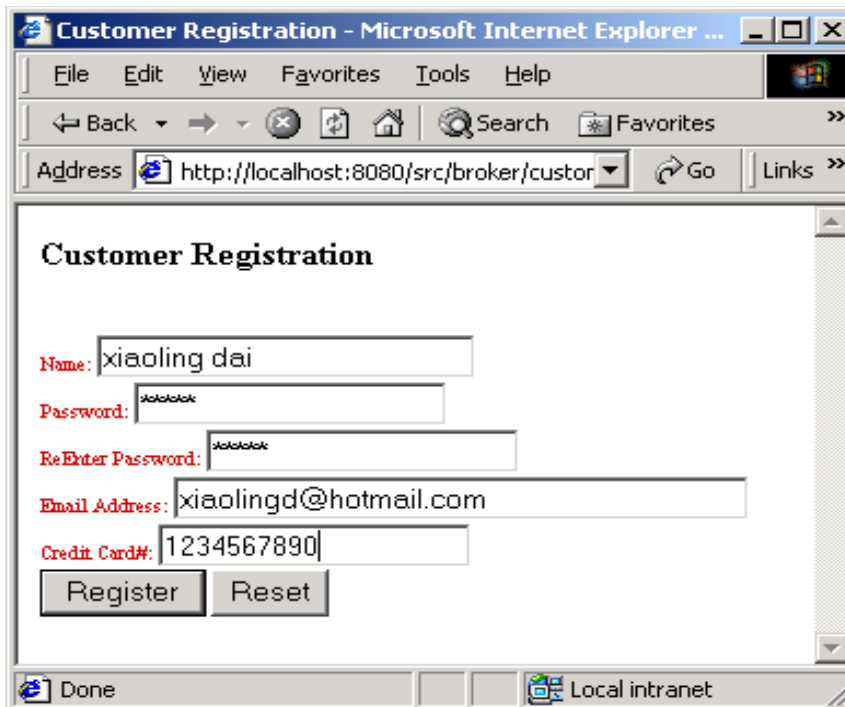 Customer Registration - Microsoft Internet Explorer ...
File Edit View Favorites Tools Help
Back Search Favorites »
Address http://localhost:8080/src/broker/custor Go Links »
Customer Registration
Name: xiaoling dai
Password: ******
ReEnter Password: ******
Email Address: xiaolingd@hotmail.com
Credit Card#: 1234567890
Register Reset
Done Local intranet